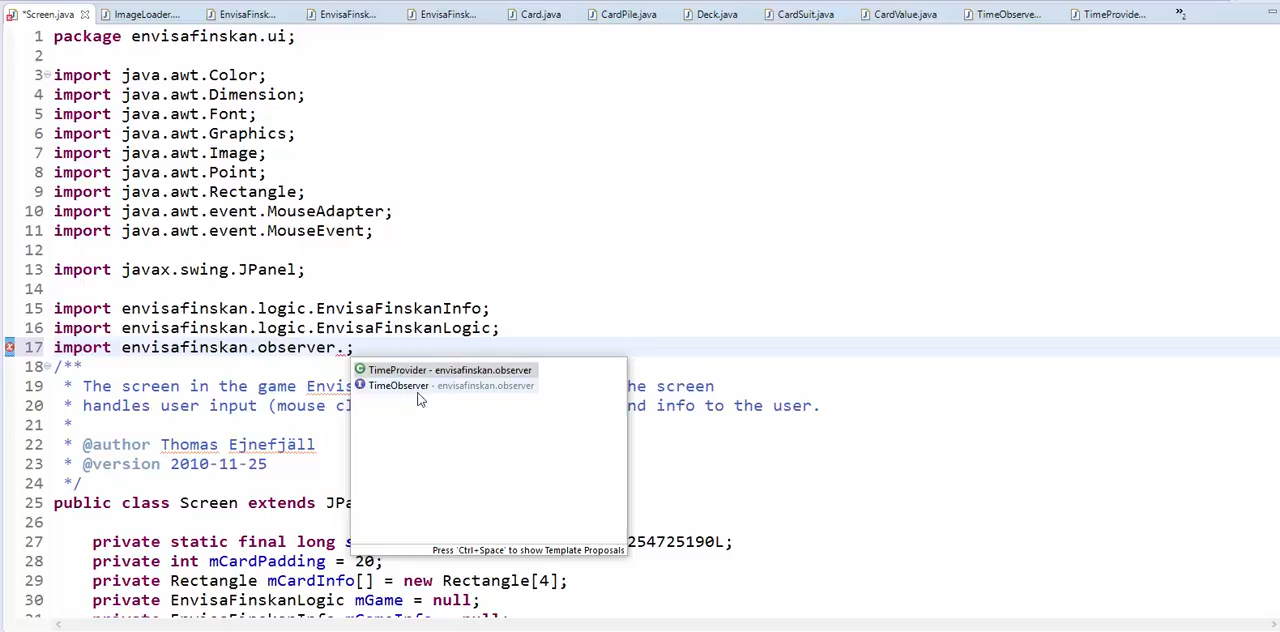 *Screen.java ImageLoader.... EnvisaFinsk... EnvisaFinsk... EnvisaFinsk... Card.java CardPile.java Deck.java CardSuit.java CardValue.java TimeObserve... TimeProvide... »2
1 package envisafinskan.ui;
2
3 import java.awt.Color;
4 import java.awt.Dimension;
5 import java.awt.Font;
6 import java.awt.Graphics;
7 import java.awt.Image;
8 import java.awt.Point;
9 import java.awt.Rectangle;
10 import java.awt.event.MouseAdapter;
11 import java.awt.event.MouseEvent;
12
13 import javax.swing.JPanel;
14
15 import envisafinskan.logic.EnvisaFinskanInfo;
16 import envisafinskan.logic.EnvisaFinskanLogic;
17 import envisafinskan.observer.;
18 /**
TimeProvider - envisafinskan.observer
TimeObserver - envisafinskan.observer
19 * The screen in the game Envis he screen
20 * handles user input (mouse cl nd info to the user.
21 *
22 * @author Thomas Ejnefjäll
23 * @version 2010-11-25
24 */
25 public class Screen extends JPa
26
Press 'Ctrl+Space' to show Template Proposals
27 private static final long s 254725190L;
28 private int mCardPadding = 20;
29 private Rectangle mCardInfo[] = new Rectangle[4];
30 private EnvisaFinskanLogic mGame = null;